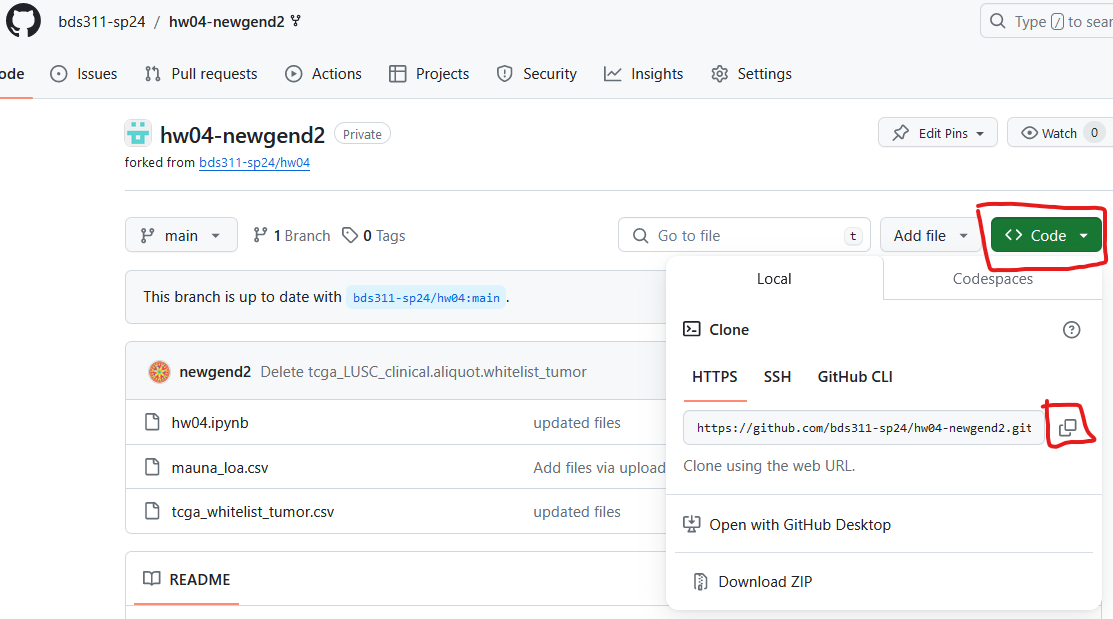 bds311-sp24 / hw04-newgend2
Type / to sear
ode Issues Pull requests Actions Projects Security Insights Settings
hw04-newgend2 Private
Edit Pins Watch 0
forked from bds311-sp24/hw04
main 1 Branch 0 Tags Go to file t Add file Code
Local Codespaces
This branch is up to date with bds311-sp24/hw04:main .
Clone
newgend2 Delete tcga_LUSC_clinical.aliquot.whitelist_tumor
HTTPS SSH GitHub CLI
hw04.ipynb updated files
https://github.com/bds311-sp24/hw04-newgend2.git
mauna_loa.csv Add files via upload
Clone using the web URL.
tcga_whitelist_tumor.csv updated files
Open with GitHub Desktop
README
Download ZIP